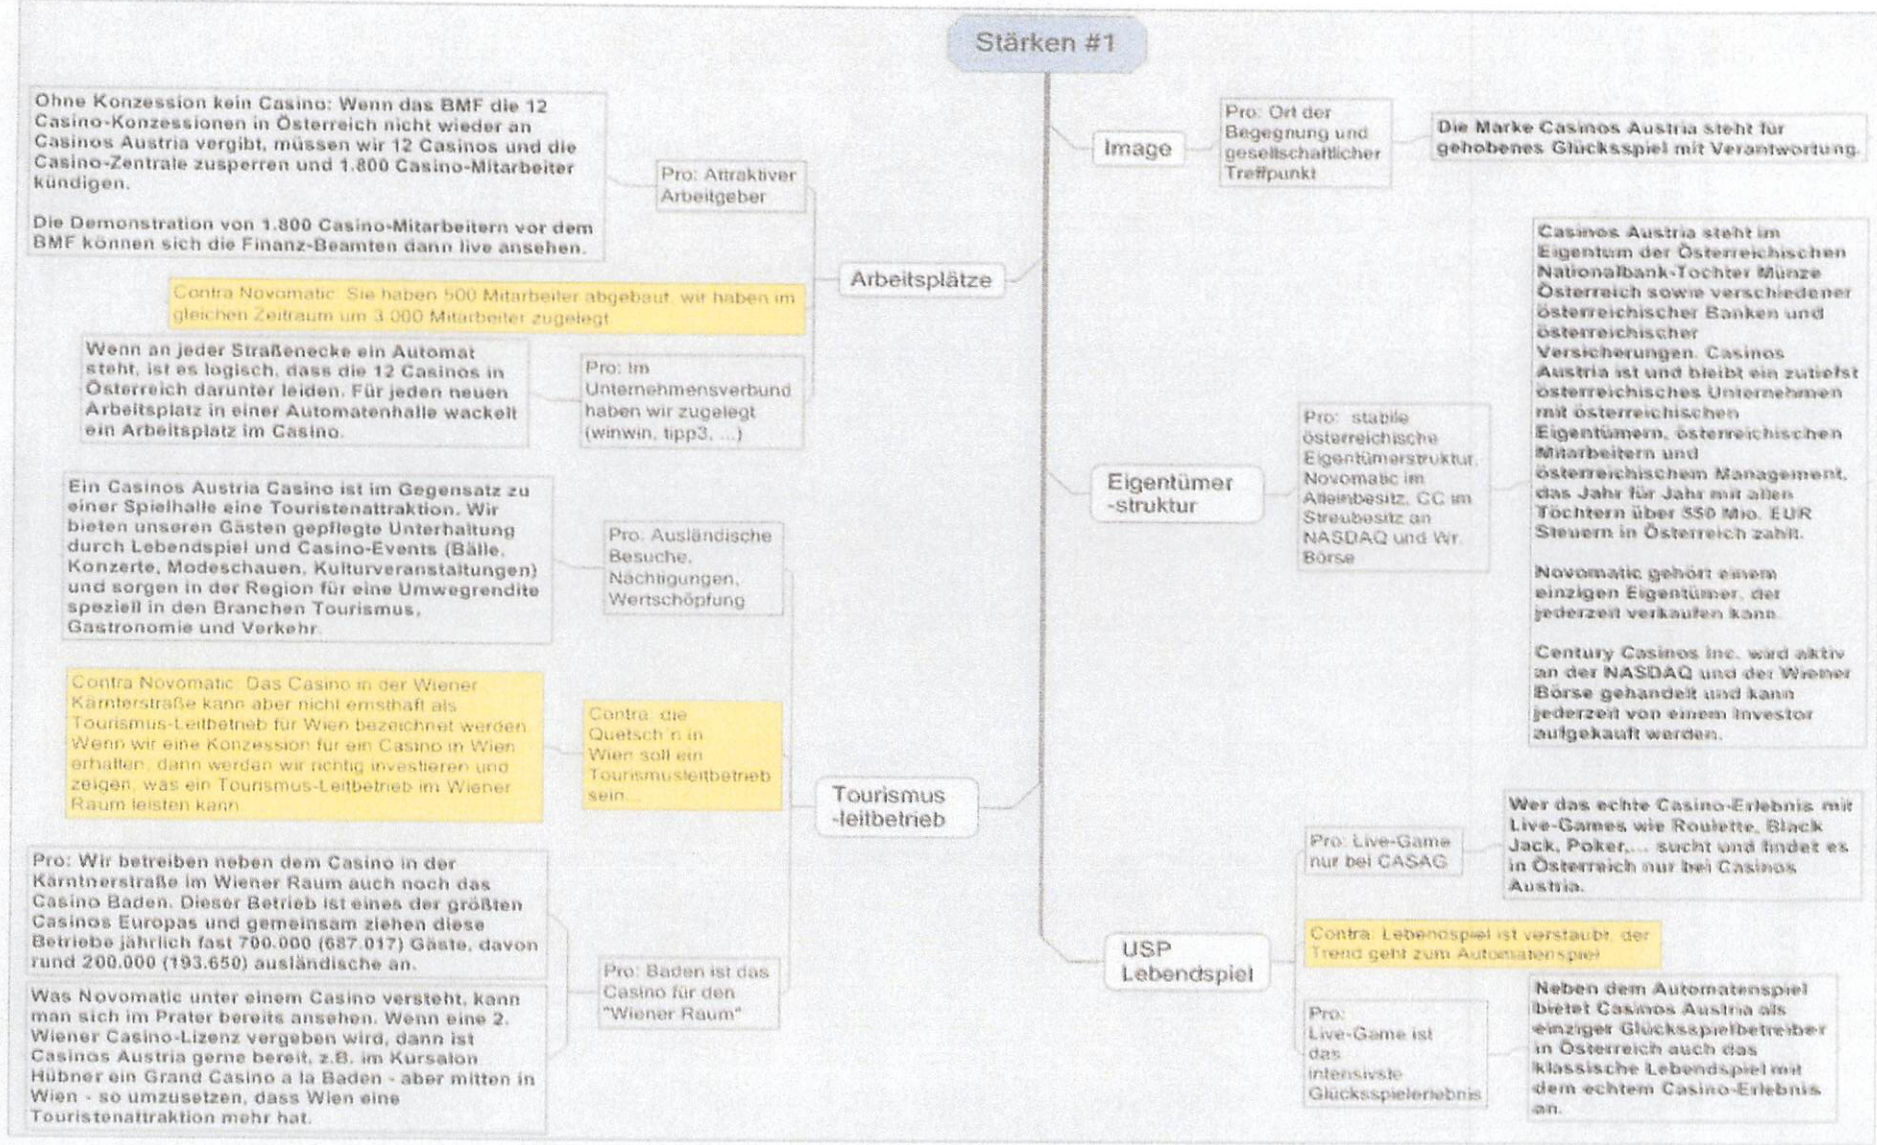 Stärken #1
Ohne Konzession kein Casino: Wenn das BMF die 12
Casino-Konzessionen in Österreich nicht wieder an
Casinos Austria vergibt, müssen wir 12 Casinos und die
Casino-Zentrale zusperren und 1.800 Casino-Mitarbeiter
kündigen.
Die Demonstration von 1.800 Casino-Mitarbeitern vor dem
BMF können sich die Finanz-Beamten dann live ansehen.
Pro: Attraktiver
Arbeitgeber
Contra Novomatic: Sie haben 500 Mitarbeiter abgebaut, wir haben im
gleichen Zeitraum um 3.000 Mitarbeiter zugelegt
Arbeitsplätze
Wenn an jeder Straßenecke ein Automat
steht, ist es logisch, dass die 12 Casinos in
Österreich darunter leiden. Für jeden neuen
Arbeitsplatz in einer Automatenhalle wackelt
ein Arbeitsplatz im Casino.
Pro: Im
Unternehmensverbund
haben wir zugelegt
(winwin, tipp3, ...)
Ein Casinos Austria Casino ist im Gegensatz zu
einer Spielhalle eine Touristenattraktion. Wir
bieten unseren Gästen gepflegte Unterhaltung
durch Lebendspiel und Casino-Events (Bälle,
Konzerte, Modeschauen, Kulturveranstaltungen)
und sorgen in der Region für eine Umwegrendite
speziell in den Branchen Tourismus,
Gastronomie und Verkehr.
Pro: Ausländische
Besuche,
Nächtigungen,
Wertschöpfung
Contra Novomatic: Das Casino in der Wiener
Kärnterstraße kann aber nicht ernsthaft als
Tourismus-Leitbetrieb für Wien bezeichnet werden.
Wenn wir eine Konzession für ein Casino in Wien
erhalten, dann werden wir richtig investieren und
zeigen, was ein Tourismus-Leitbetrieb im Wiener
Raum leisten kann.
Contra: die
Quetsch'n in
Wien soll ein
Tourismusleitbetrieb
sein...
Tourismus
-leitbetrieb
Pro: Wir betreiben neben dem Casino in der
Kärntnerstraße im Wiener Raum auch noch das
Casino Baden. Dieser Betrieb ist eines der größten
Casinos Europas und gemeinsam ziehen diese
Betriebe jährlich fast 700.000 (687.017) Gäste, davon
rund 200.000 (193.650) ausländische an.
Was Novomatic unter einem Casino versteht, kann
man sich im Prater bereits ansehen. Wenn eine 2.
Wiener Casino-Lizenz vergeben wird, dann ist
Casinos Austria gerne bereit, z.B. im Kursalon
Hübner ein Grand Casino a la Baden - aber mitten in
Wien - so umzusetzen, dass Wien eine
Touristenattraktion mehr hat.
Pro: Baden ist das
Casino für den
"Wiener Raum"
Image
Pro: Ort der
Begegnung und
gesellschaftlicher
Treffpunkt
Die Marke Casinos Austria steht für
gehobenes Glücksspiel mit Verantwortung.
Eigentümer
-struktur
Pro: stabile
österreichische
Eigentümerstruktur,
Novomatic im
Alleinbesitz, CC im
Streubesitz an
NASDAQ und Wr.
Börse
Casinos Austria steht im
Eigentum der Österreichischen
Nationalbank-Tochter Münze
Österreich sowie verschiedener
österreichischer Banken und
österreichischer
Versicherungen. Casinos
Austria ist und bleibt ein zutiefst
österreichisches Unternehmen
mit österreichischen
Eigentümern, österreichischen
Mitarbeitern und
österreichischem Management,
das Jahr für Jahr mit allen
Töchtern über 550 Mio. EUR
Steuern in Österreich zahlt.
Novomatic gehört einem
einzigen Eigentümer, der
jederzeit verkaufen kann.
Century Casinos Inc. wird aktiv
an der NASDAQ und der Wiener
Börse gehandelt und kann
jederzeit von einem Investor
aufgekauft werden.
USP
Lebendspiel
Pro: Live-Game
nur bei CASAG
Wer das echte Casino-Erlebnis mit
Live-Games wie Roulette, Black
Jack, Poker,... sucht und findet es
in Österreich nur bei Casinos
Austria.
Contra: Lebendspiel ist verstaubt, der
Trend geht zum Automatenspiel
Pro:
Live-Game ist
das
intensivste
Glücksspielerlebnis
Neben dem Automatenspiel
bietet Casinos Austria als
einziger Glücksspielbetreiber
in Österreich auch das
klassische Lebendspiel mit
dem echtem Casino-Erlebnis
an.